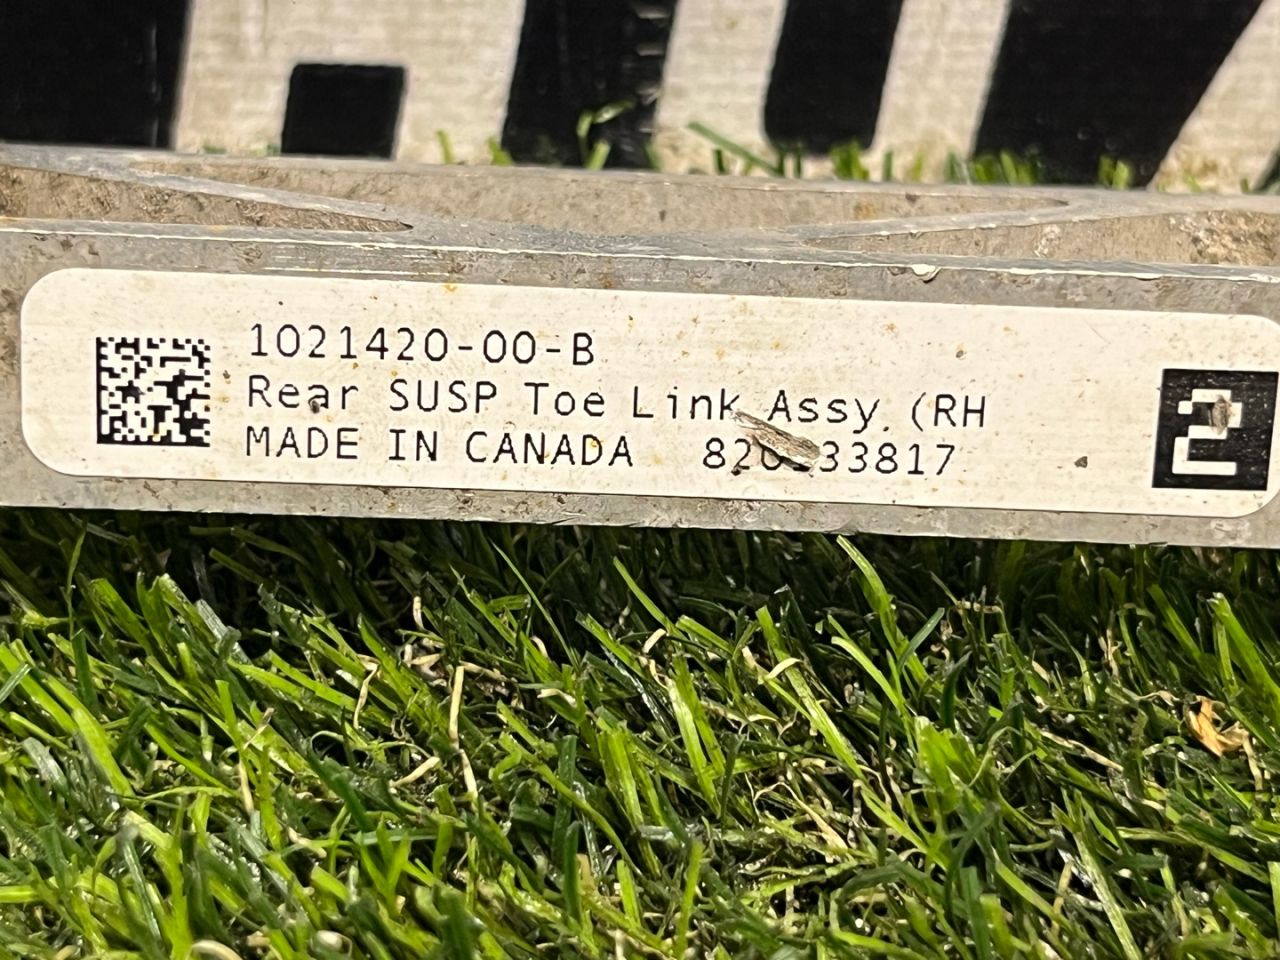 1021420-00-B
Rear SUSP Toe Link Assy (RH
MADE IN CANADA
2